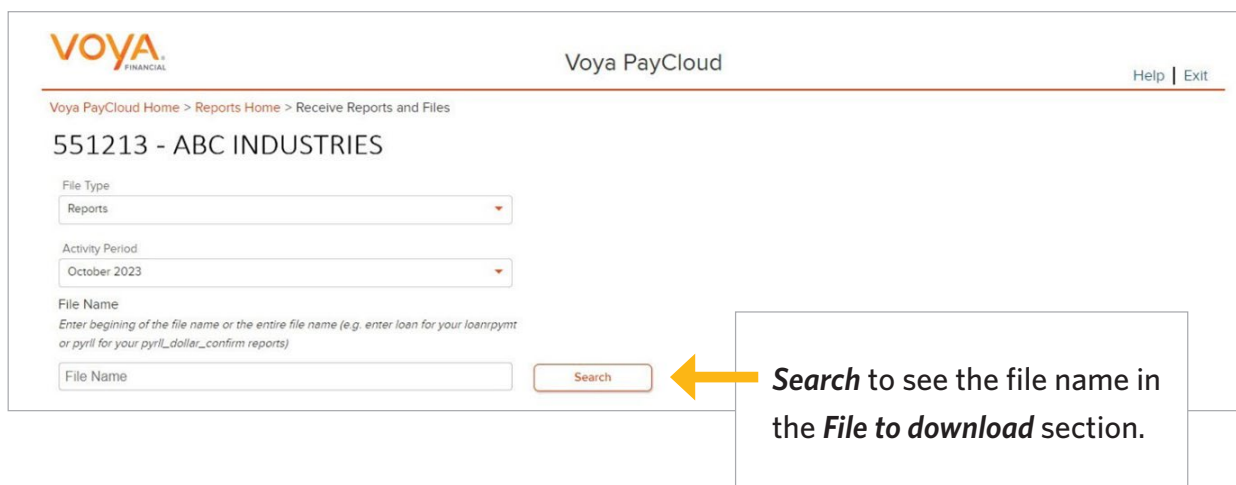 VOYA
FINANCIAL
Voya PayCloud
Help | Exit
Voya PayCloud Home > Reports Home > Receive Reports and Files
551213 - ABC INDUSTRIES
File Type
Reports
Activity Period
October 2023
File Name
Enter begining of the file name or the entire file name (e.g. enter loan for your loanrpymt
or pyrll for your pyrll_dollar_confirm reports)
File Name
Search
Search to see the file name in
the File to download section.